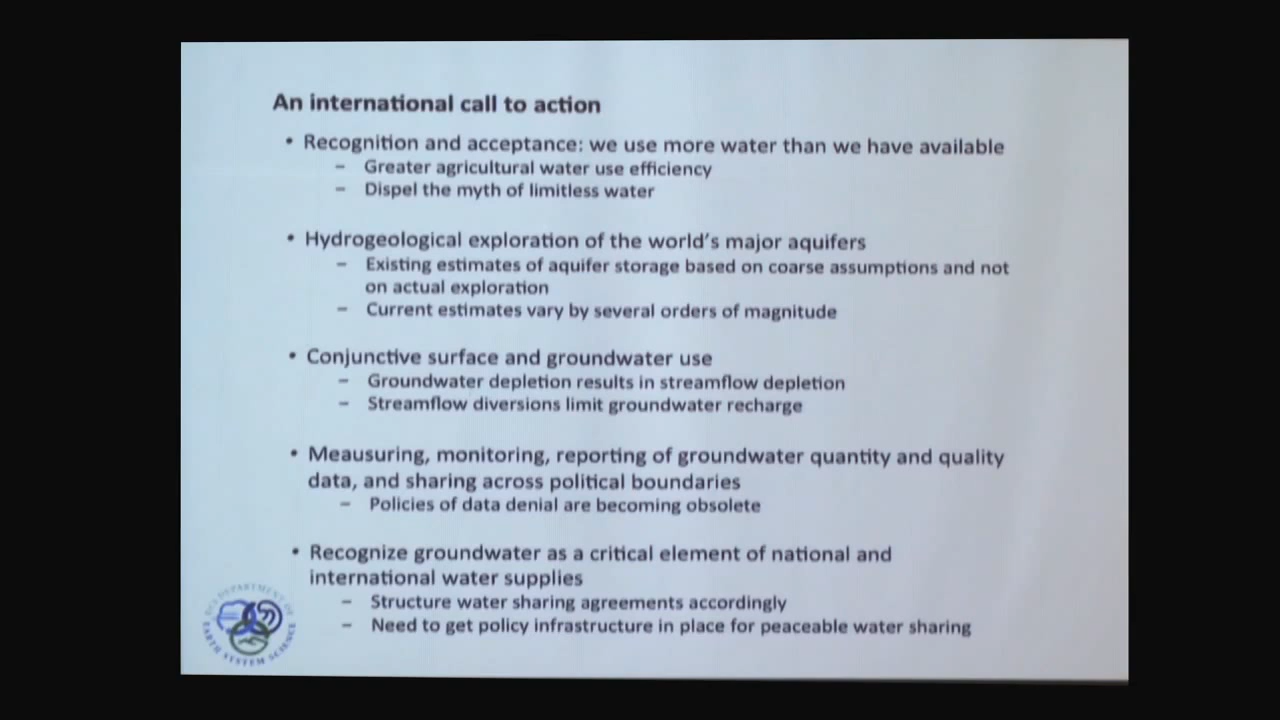 An international call to action
• Recognition and acceptance: we use more water than we have available
– Greater agricultural water use efficiency
– Dispel the myth of limitless water
• Hydrogeological exploration of the world's major aquifers
– Existing estimates of aquifer storage based on coarse assumptions and not
on actual exploration
– Current estimates vary by several orders of magnitude
• Conjunctive surface and groundwater use
– Groundwater depletion results in streamflow depletion
– Streamflow diversions limit groundwater recharge
• Meausuring, monitoring, reporting of groundwater quantity and quality
data, and sharing across political boundaries
– Policies of data denial are becoming obsolete
• Recognize groundwater as a critical element of national and
international water supplies
– Structure water sharing agreements accordingly
– Need to get policy infrastructure in place for peaceable water sharing
UCI DEPARTMENT OF
EARTH SYSTEM SCIENCE